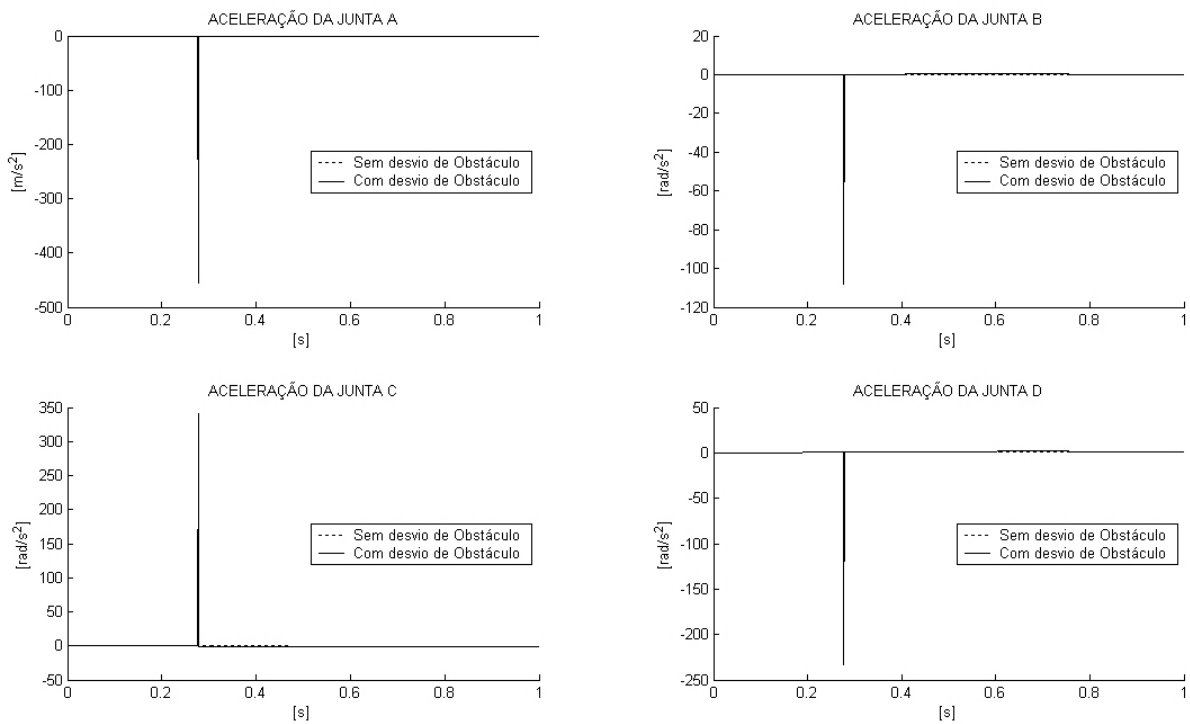 ACELERAÇÃO DA JUNTA A
0
-100
-200
-300
-400
-500
[m/s²]
Sem desvio de Obstáculo
Com desvio de Obstáculo
0 0.2 0.4 0.6 0.8 1
[s]
ACELERAÇÃO DA JUNTA B
20
0
-20
-40
-60
-80
-100
-120
[rad/s²]
Sem desvio de Obstáculo
Com desvio de Obstáculo
0 0.2 0.4 0.6 0.8 1
[s]
ACELERAÇÃO DA JUNTA C
350
300
250
200
150
100
50
0
-50
[rad/s²]
Sem desvio de Obstáculo
Com desvio de Obstáculo
0 0.2 0.4 0.6 0.8 1
[s]
ACELERAÇÃO DA JUNTA D
50
0
-50
-100
-150
-200
-250
[rad/s²]
Sem desvio de Obstáculo
Com desvio de Obstáculo
0 0.2 0.4 0.6 0.8 1
[s]